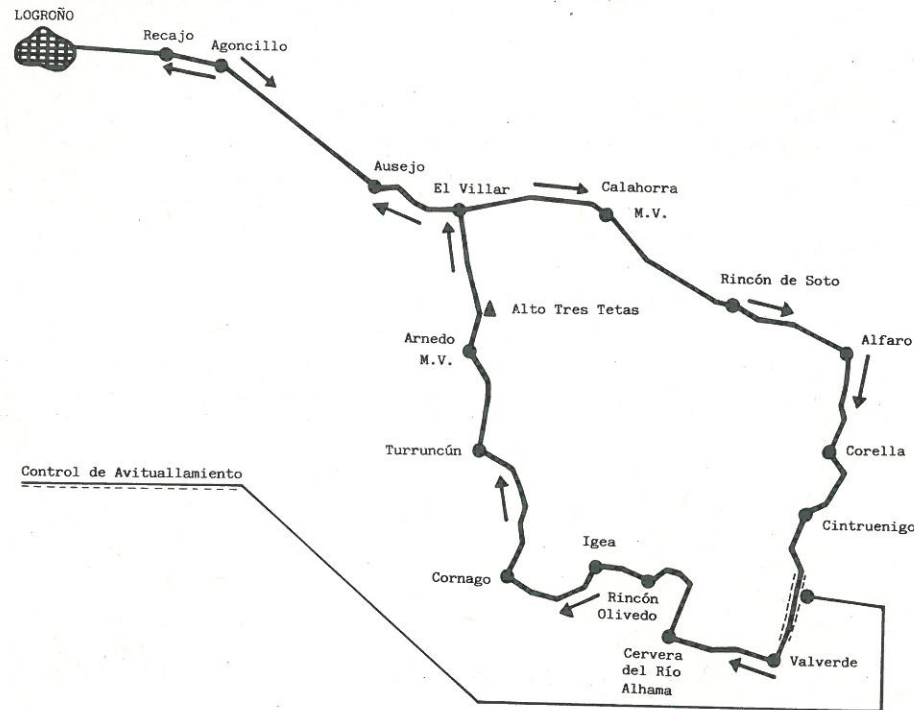 LOGROÑO
Recajo
Agoncillo
Ausejo
El Villar
Calahorra
M.V.
Rincón de Soto
Alto Tres Tetas
Alfaro
Arnedo
M.V.
Turruncún
Corella
Control de Avituallamiento
Cintruenigo
Igea
Cornago
Rincón
Olivedo
Cervera
del Río
Alhama
Valverde